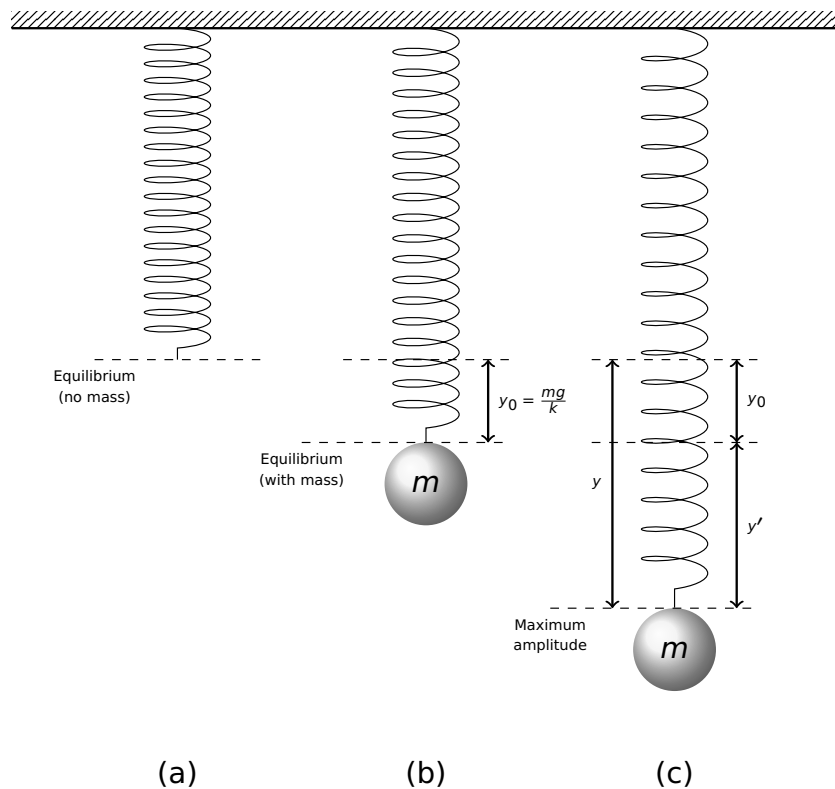 Equilibrium
(no mass)
y₀ = mg/k
Equilibrium
(with mass)
m
y₀
y
y′
Maximum
amplitude
m
(a)
(b)
(c)